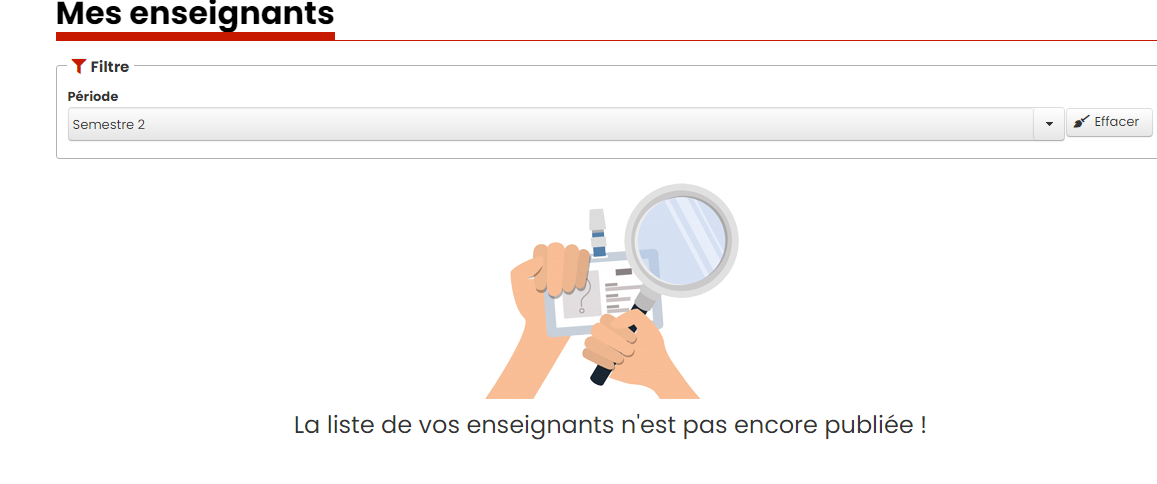 Mes enseignants
Filtre
Période
Semestre 2
Effacer
La liste de vos enseignants n'est pas encore publiée !